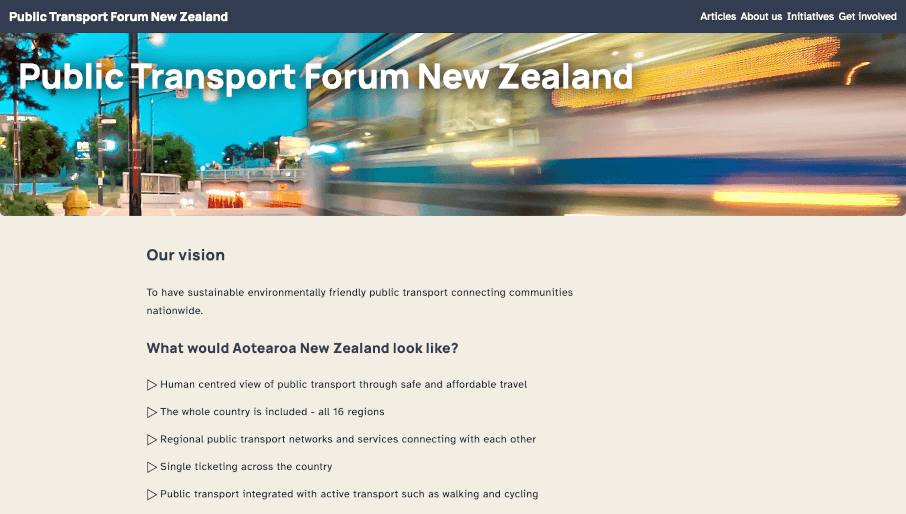 Public Transport Forum New Zealand
Articles About us Initiatives Get involved
Public Transport Forum New Zealand
Our vision
To have sustainable environmentally friendly public transport connecting communities
nationwide.
What would Aotearoa New Zealand look like?
Human centred view of public transport through safe and affordable travel
The whole country is included - all 16 regions
Regional public transport networks and services connecting with each other
Single ticketing across the country
Public transport integrated with active transport such as walking and cycling